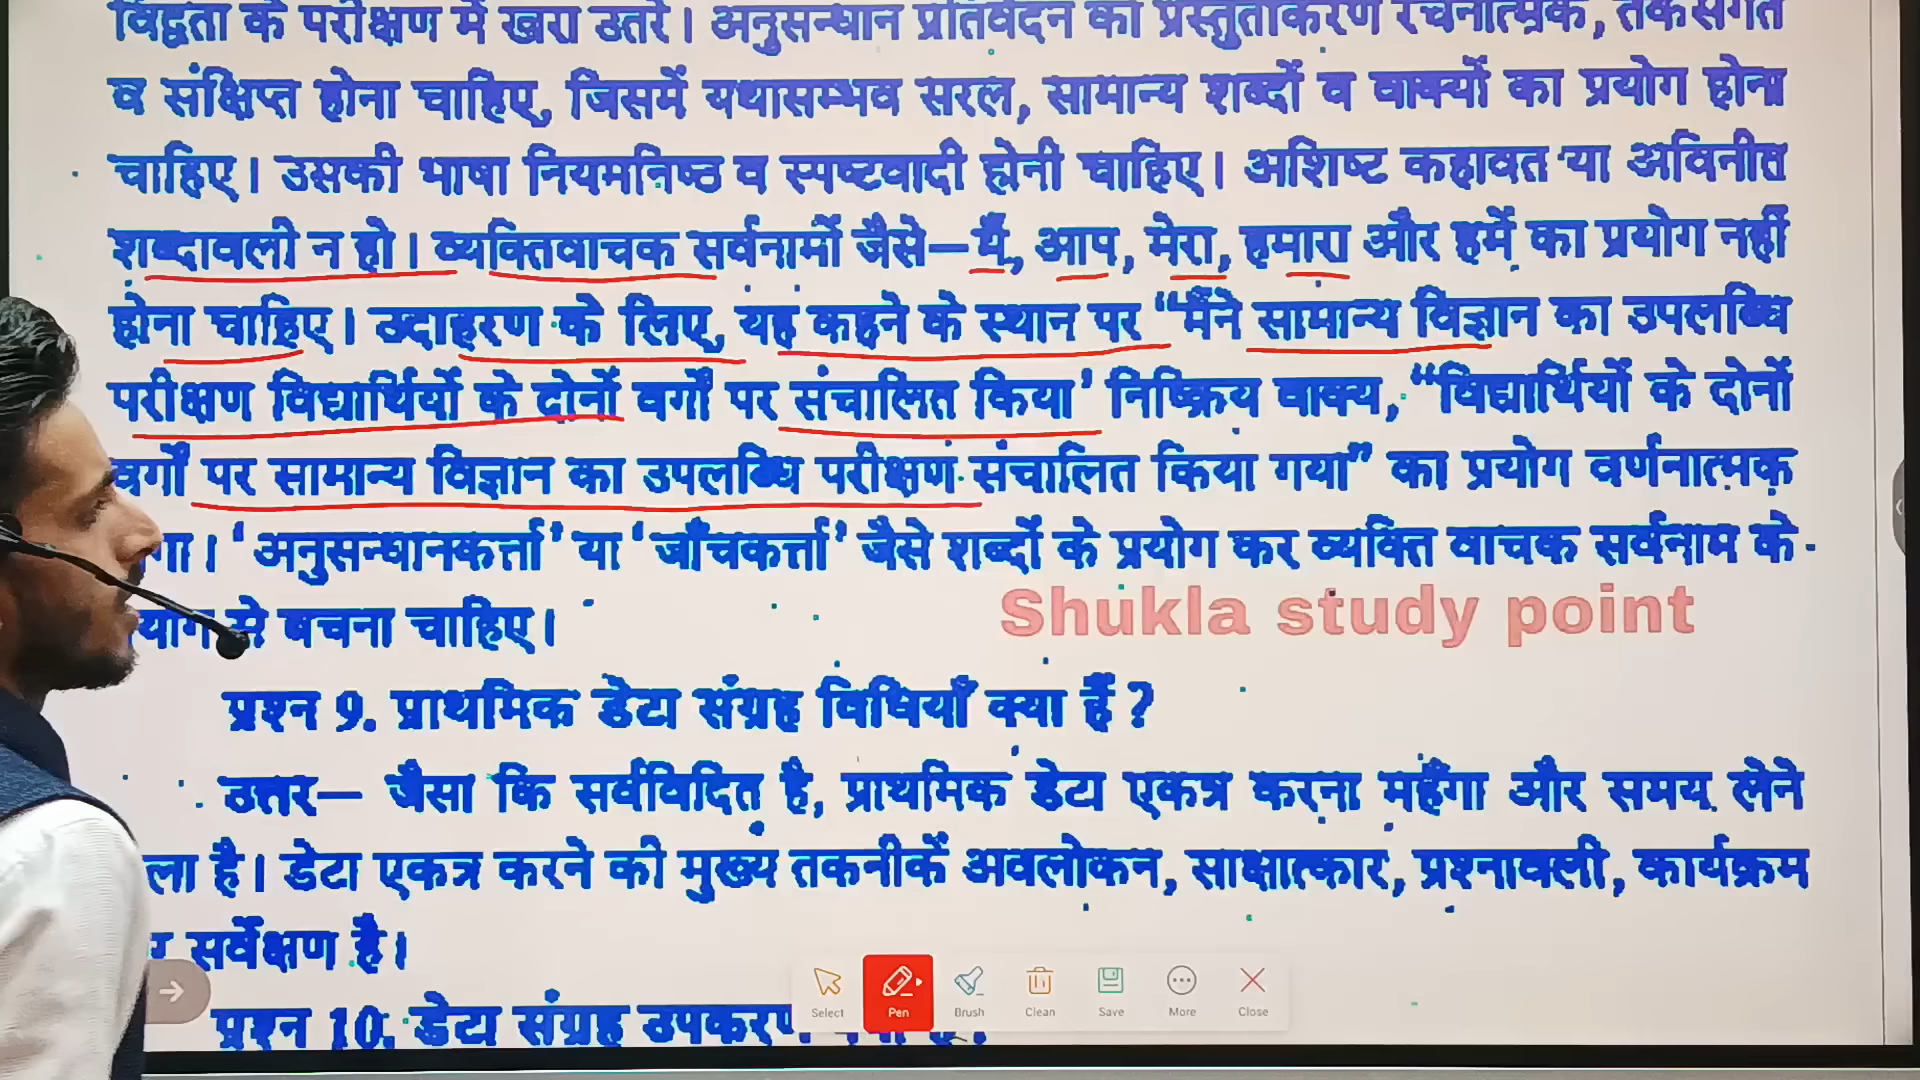 विद्वता के परीक्षण में खरा उतरे। अनुसन्धान प्रतिवेदन का प्रस्तुतीकरण रचनात्मक, तर्कसंगत
व संक्षिप्त होना चाहिए, जिसमें यथासम्भव सरल, सामान्य शब्दों व वाक्यों का प्रयोग होना
चाहिए। उसकी भाषा नियमनिष्ठ व स्पष्टवादी होनी चाहिए। अशिष्ट कहावत या अविनीत
शब्दावली न हो। व्यक्तिवाचक सर्वनामों जैसे—मैं, आप, मेरा, हमारा और हमें का प्रयोग नहीं
होना चाहिए। उदाहरण के लिए, यह कहने के स्थान पर “मैंने सामान्य विज्ञान का उपलब्धि
परीक्षण विद्यार्थियों के दोनों वर्गों पर संचालित किया’ निष्क्रिय वाक्य, “विद्यार्थियों के दोनों
वर्गों पर सामान्य विज्ञान का उपलब्धि परीक्षण संचालित किया गया” का प्रयोग वर्णनात्मक
‘अनुसन्धानकर्त्ता’ या ‘जाँचकर्त्ता’ जैसे शब्दों के प्रयोग कर व्यक्ति वाचक सर्वनाम के
से बचना चाहिए।
Shukla study point
प्रश्न 9. प्राथमिक डेटा संग्रह विधियाँ क्या हैं ?
उत्तर— जैसा कि सर्वविदित है, प्राथमिक डेटा एकत्र करना महँगा और समय लेने
है। डेटा एकत्र करने की मुख्य तकनीकें अवलोकन, साक्षात्कार, प्रश्नावली, कार्यक्रम
सर्वेक्षण है।
प्रश्न 10. डेटा संग्रह
Select Pen Brush Clean Save More Close